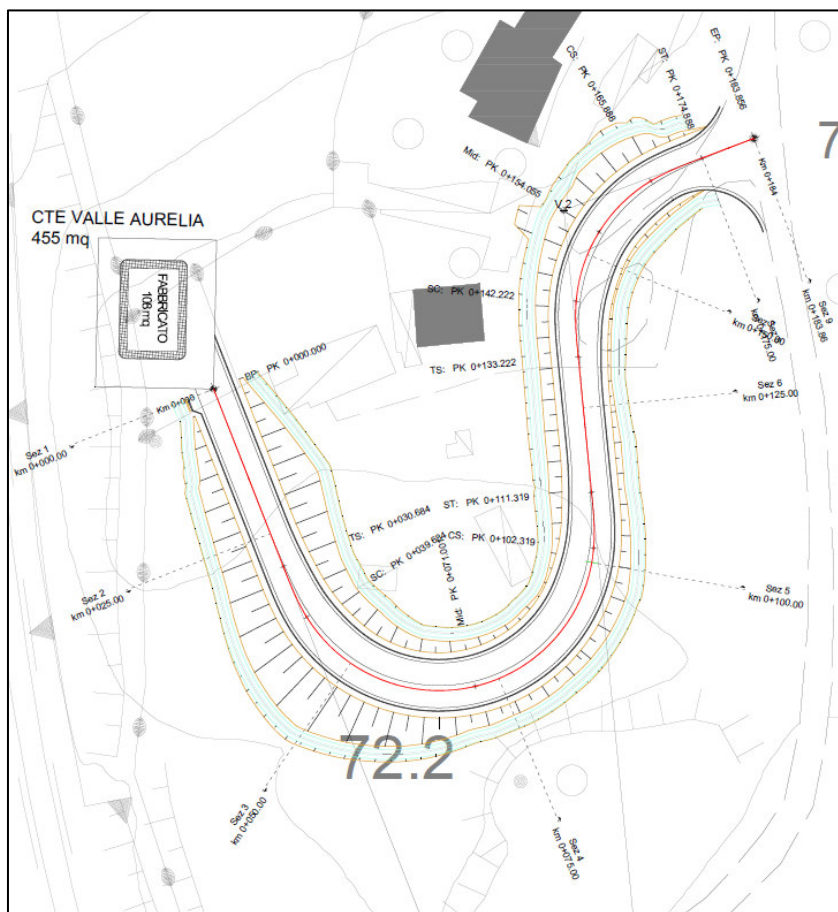 CS: PK 0+165.888
ST: PK 0+174.888
EP: PK 0+183.856
7
Mid: PK 0+154.055
Km 0+184
V.2
CTE VALLE AURELIA
455 mq
FABBRICATO
108 mq
SC: PK 0+142.222
Sez 9
km 0+183.86
TS: PK 0+133.222
BP: PK 0+000.000
Km 0+000
Sez 6
km 0+125.00
Sez 1
km 0+000.00
ST: PK 0+111.319
TS: PK 0+030.684
CS: PK 0+102.319
SC: PK 0+039.684
Sez 2
km 0+025.00
Sez 5
km 0+100.00
72.2
Sez 3
km 0+050.00
Sez 4
km 0+075.00